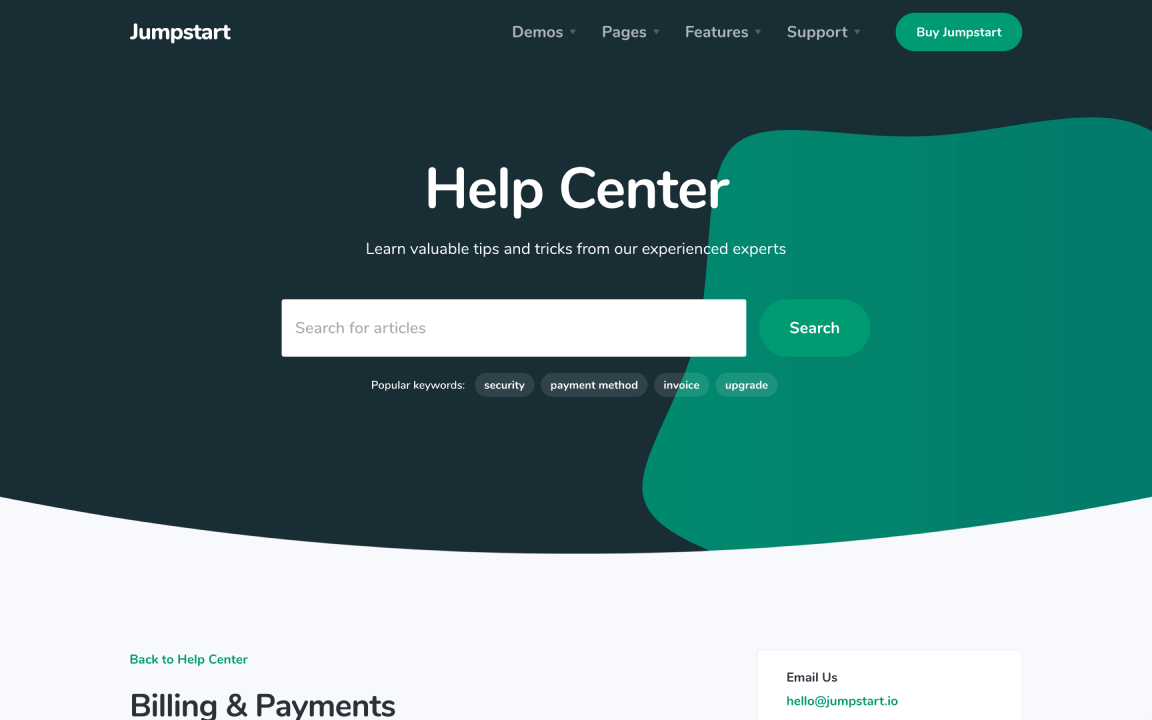 Jumpstart
Demos Pages Features Support Buy Jumpstart
Help Center
Learn valuable tips and tricks from our experienced experts
Search for articles Search
Popular keywords: security payment method invoice upgrade
Back to Help Center
Billing & Payments
Email Us
hello@jumpstart.io